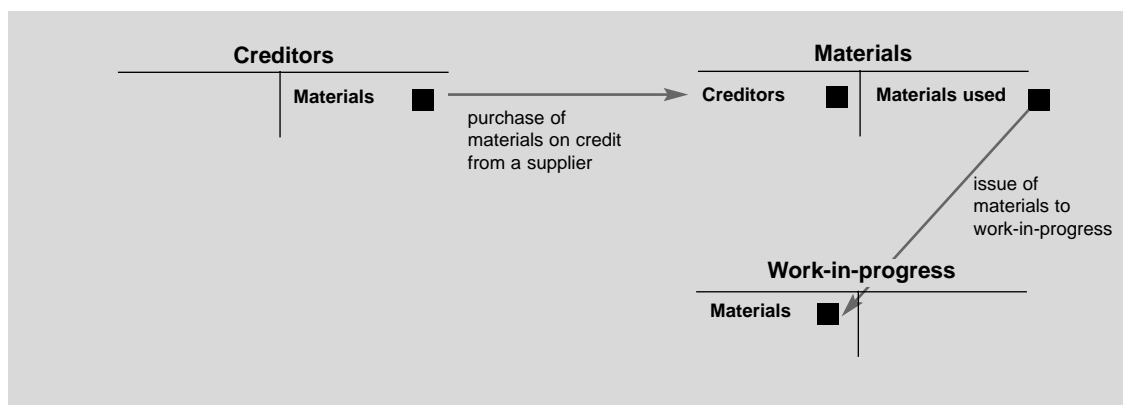 Creditors
Materials
Materials
Creditors
Materials used
purchase of
materials on credit
from a supplier
issue of
materials to
work-in-progress
Work-in-progress
Materials